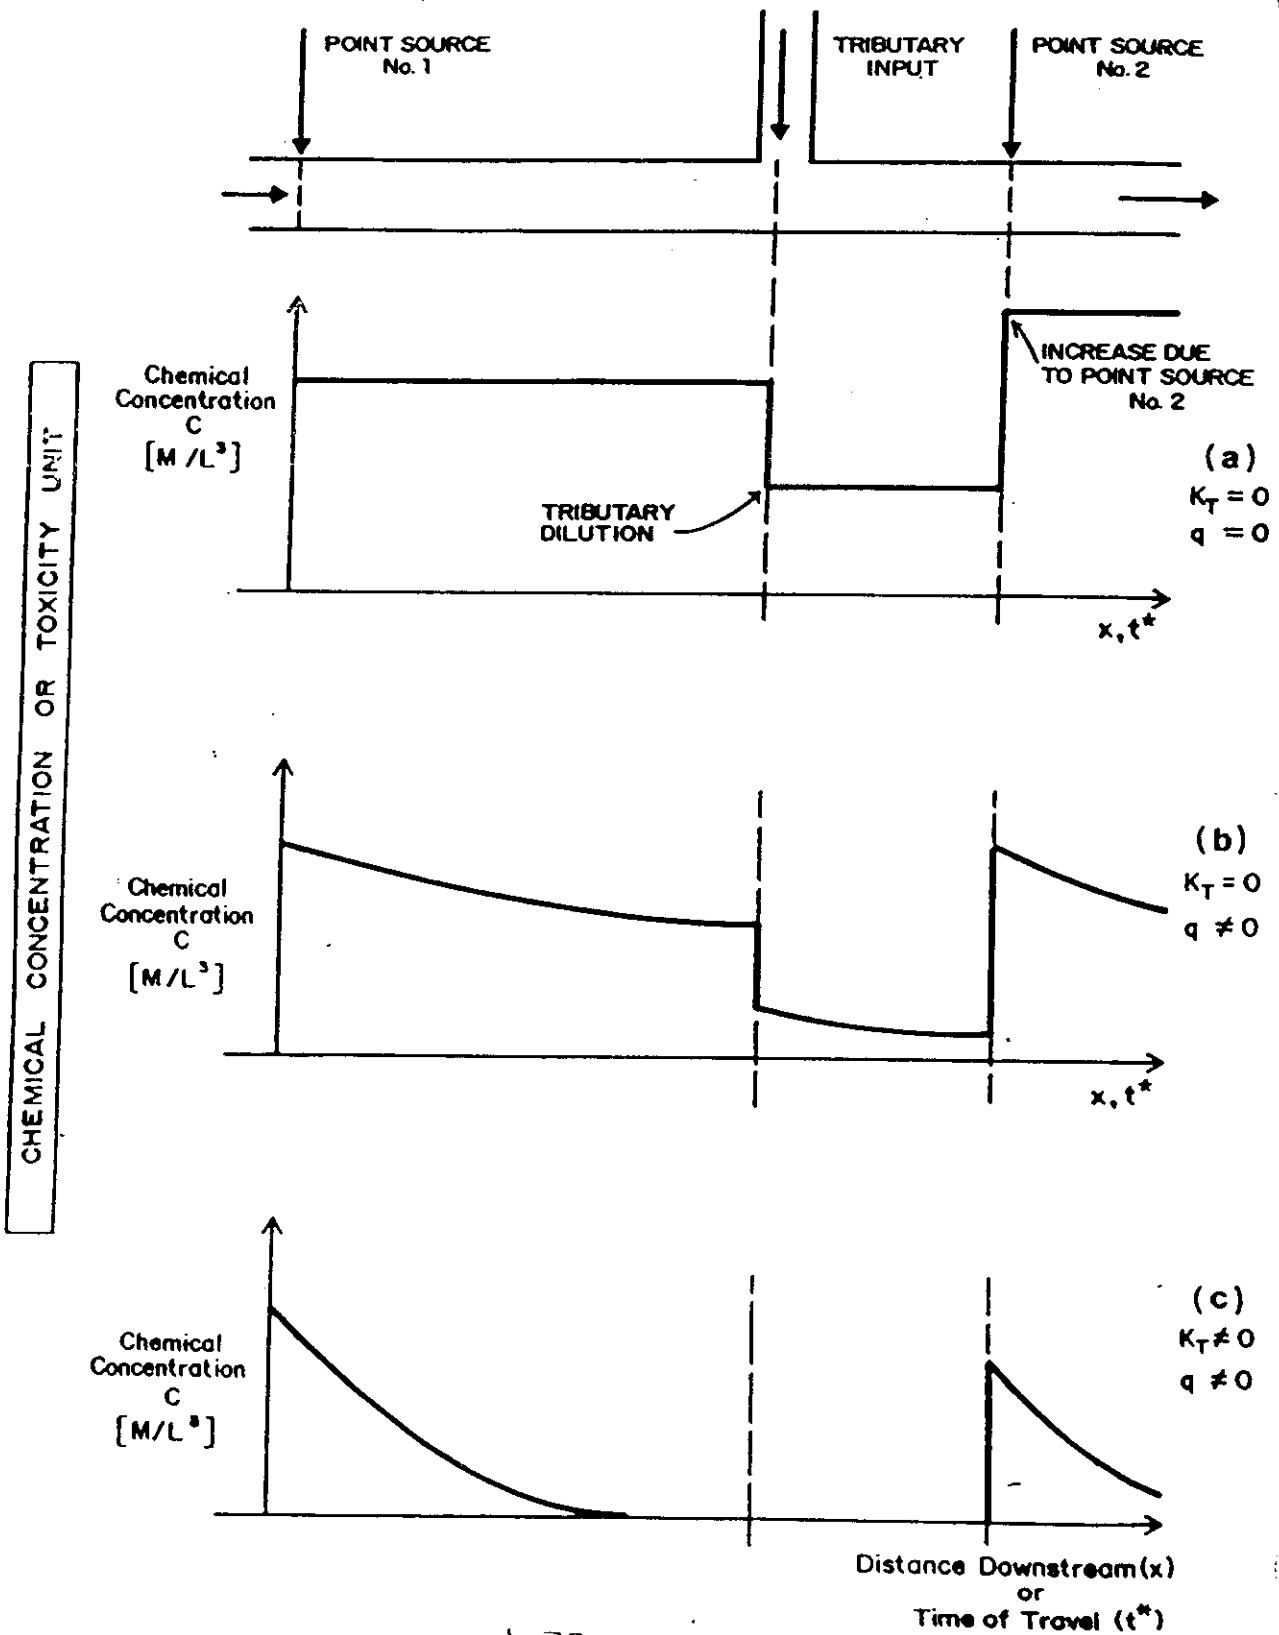 POINT SOURCE
No. 1
TRIBUTARY
INPUT
POINT SOURCE
No. 2
CHEMICAL CONCENTRATION OR TOXICITY UNIT
Chemical
Concentration
C
[M/L³]
TRIBUTARY
DILUTION
INCREASE DUE
TO POINT SOURCE
No. 2
(a)
K_T = 0
q = 0
x, t*
Chemical
Concentration
C
[M/L³]
(b)
K_T = 0
q ≠ 0
x, t*
Chemical
Concentration
C
[M/L³]
(c)
K_T ≠ 0
q ≠ 0
Distance Downstream (x)
or
Time of Travel (t*)